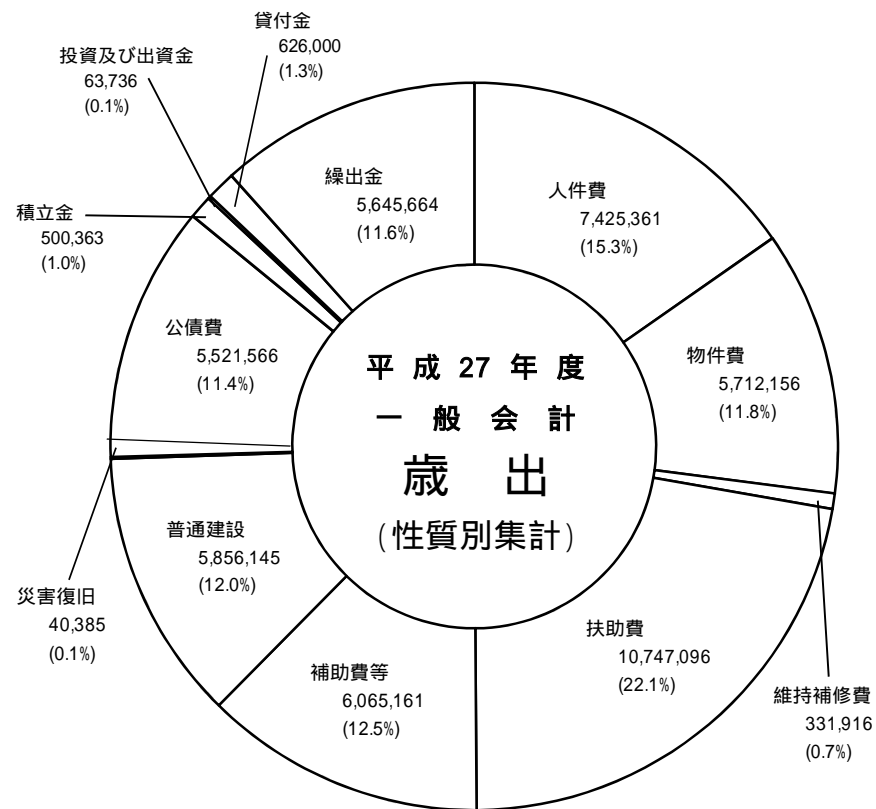 貸付金
626,000
(1.3%)
投資及び出資金
63,736
(0.1%)
積立金
500,363
(1.0%)
繰出金
5,645,664
(11.6%)
人件費
7,425,361
(15.3%)
物件費
5,712,156
(11.8%)
公債費
5,521,566
(11.4%)
平成27年度
一般会計
歳出
(性質別集計)
普通建設
5,856,145
(12.0%)
災害復旧
40,385
(0.1%)
補助費等
6,065,161
(12.5%)
扶助費
10,747,096
(22.1%)
維持補修費
331,916
(0.7%)